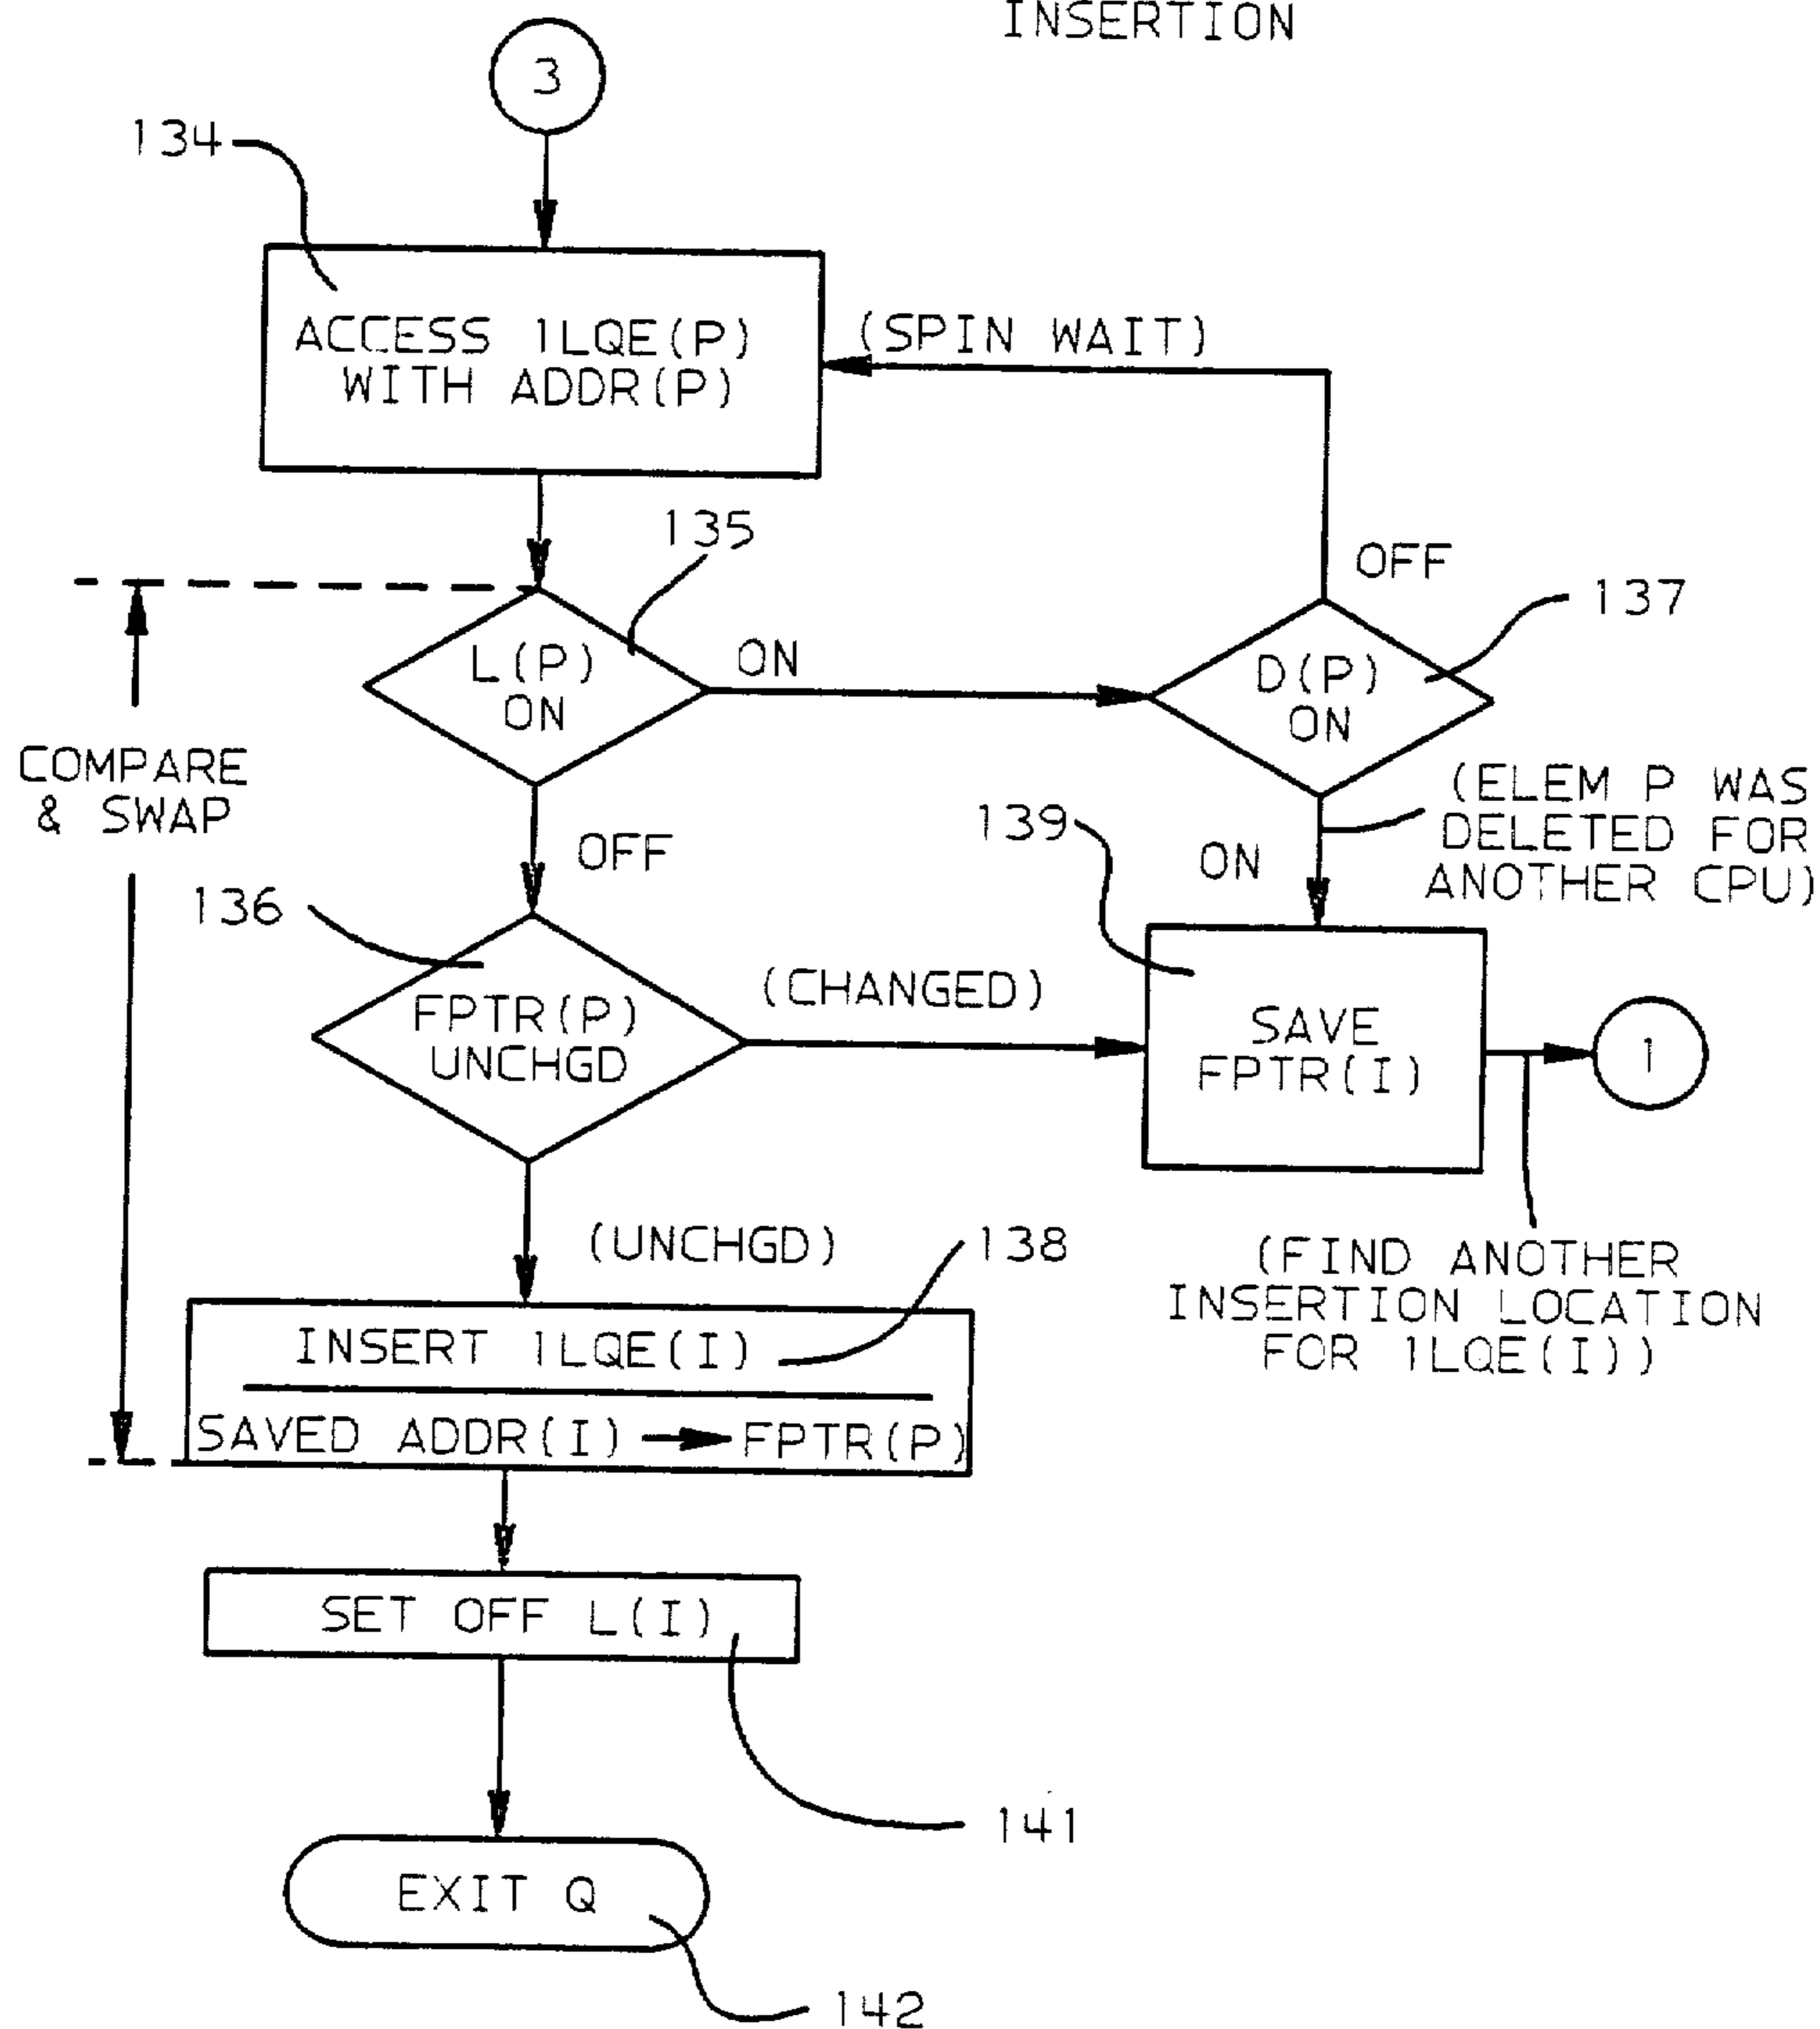 INSERTION
3
134
ACCESS 1LQE(P)
WITH ADDR(P)
(SPIN WAIT)
135
L(P)
ON
ON
OFF
137
D(P)
ON
COMPARE
& SWAP
OFF
(ELEM P WAS
DELETED FOR
ANOTHER CPU)
ON
139
136
FPTR(P)
UNCHGD
(CHANGED)
SAVE
FPTR(I)
1
(UNCHGD)
138
(FIND ANOTHER
INSERTION LOCATION
FOR 1LQE(I))
INSERT 1LQE(I)
SAVED ADDR(I) → FPTR(P)
SET OFF L(I)
141
EXIT Q
142